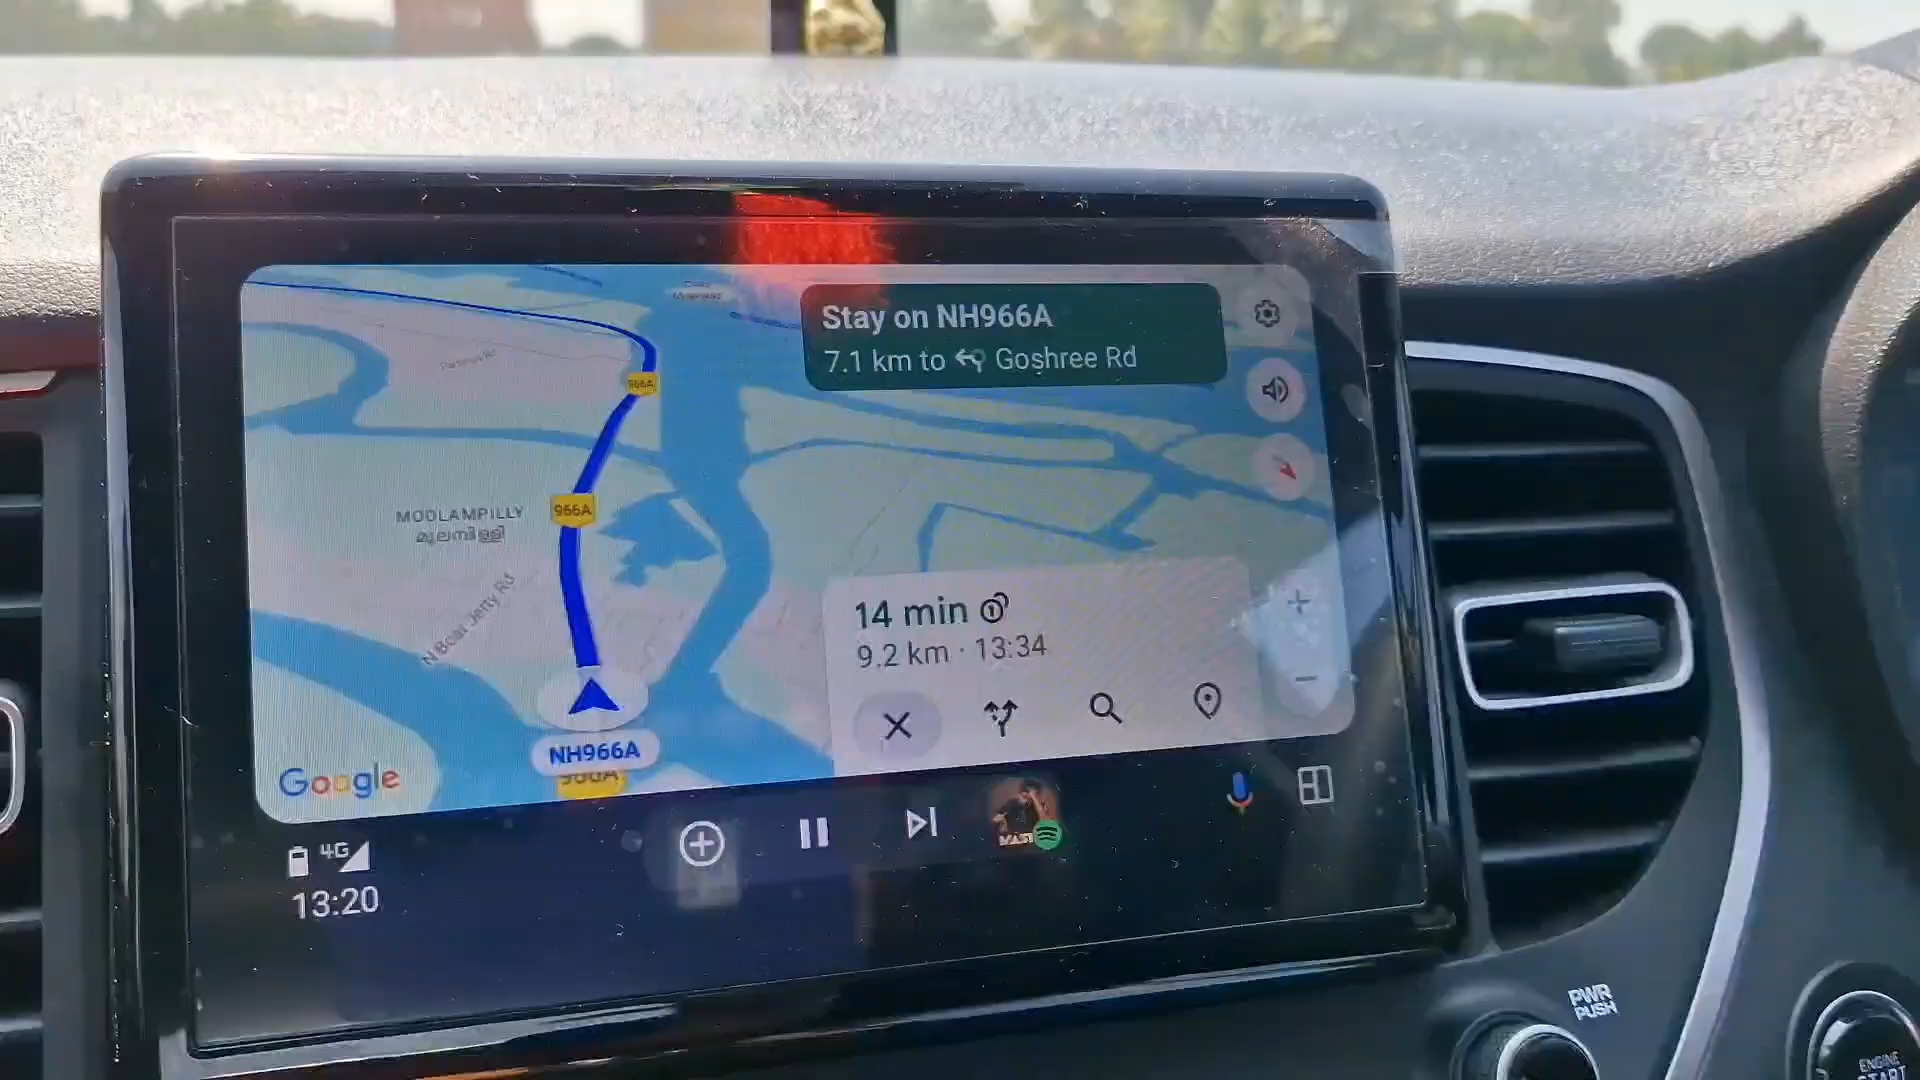 Stay on NH966A
7.1 km to Goshree Rd
966A
966A
MOOLAMPILLY
മൂലമ്പിള്ളി
N Boat Jetty Rd
14 min
9.2 km · 13:34
NH966A
966A
Google
4G
13:20
PWR
PUSH
ENGINE
START